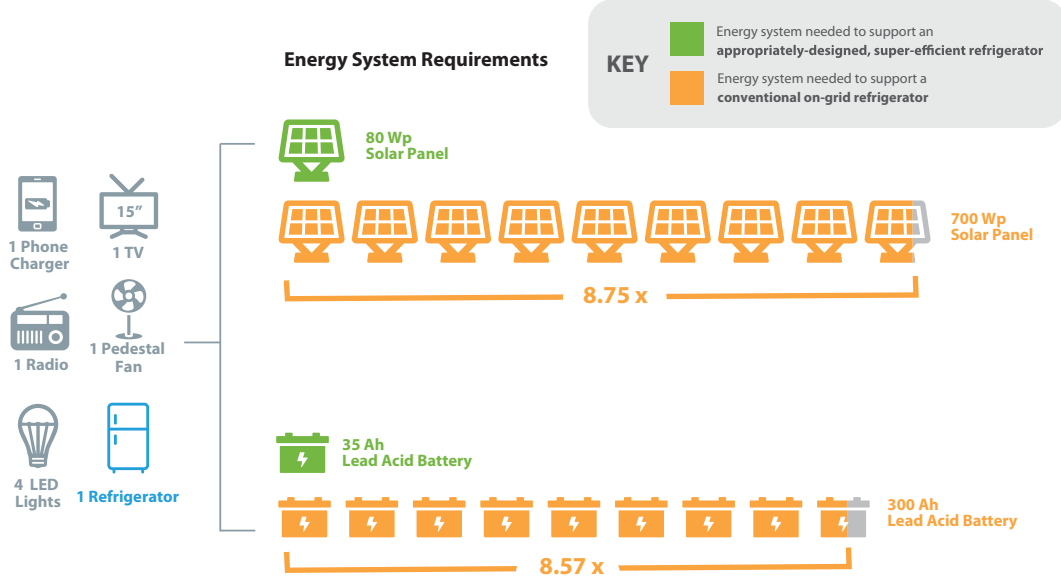 Energy System Requirements
KEY
Energy system needed to support an
appropriately-designed, super-efficient refrigerator
Energy system needed to support a
conventional on-grid refrigerator
80 Wp
Solar Panel
700 Wp
Solar Panel
8.75 x
1 Phone
Charger
15”
1 TV
1 Radio
1 Pedestal
Fan
4 LED
Lights
1 Refrigerator
35 Ah
Lead Acid Battery
300 Ah
Lead Acid Battery
8.57 x